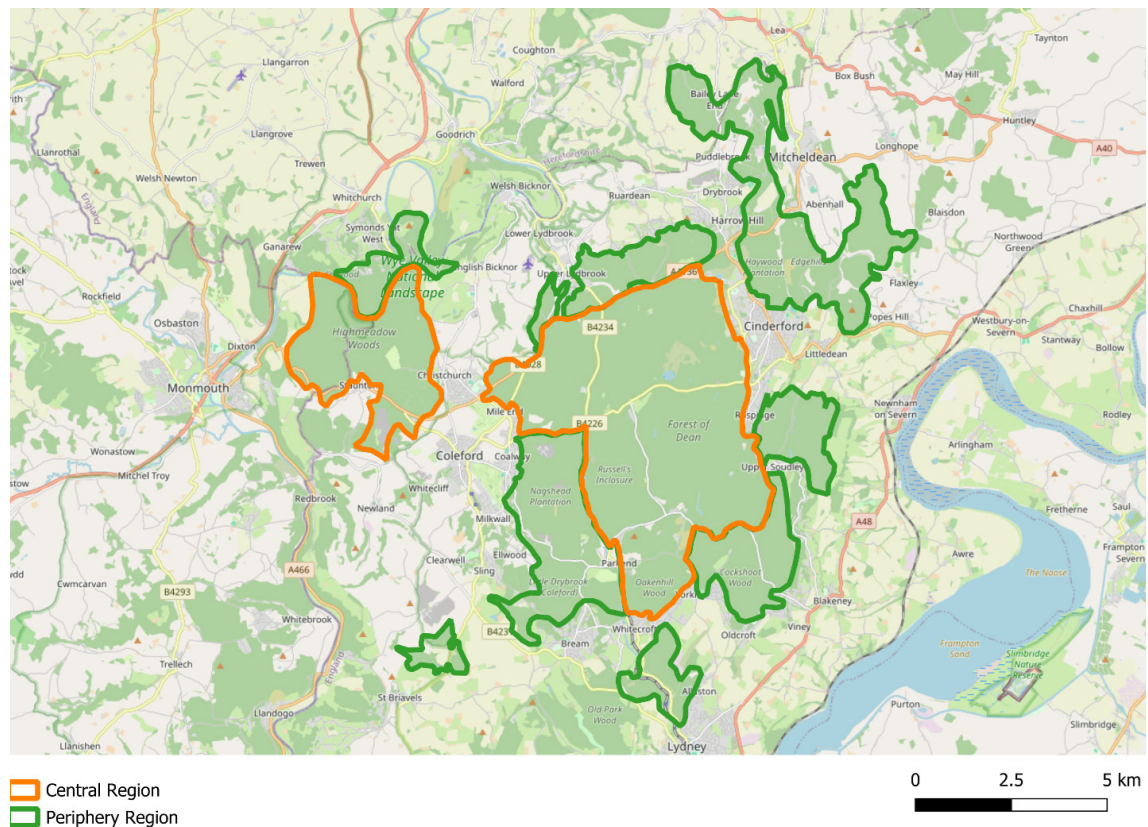 Lea
Taynton
Llangarron
Coughton
Walford
Box Bush
May Hill
Bailey Lane
End
Huntley
Llangrove
Goodrich
Herefordshire
Llanrothal
Trewen
A40
Welsh Newton
Puddlebrook
Mitcheldean
Longhope
Whitchurch
Welsh Bicknor
Ruardean
Drybrook
Abenhall
Blaisdon
Symonds Yat
West
Lower Lydbrook
Harrow Hill
Northwood
Green
Ganarew
Wye Valley
National
Landscape
English Bicknor
Upper Lydbrook
Haywood
Plantation
Edgehills
Flaxley
Rockfield
Osbaston
Highmeadow
Woods
B4234
Cinderford
Popes Hill
Westbury-on-
Severn
Chaxhill
Stantway
Bollow
Dixton
Littledean
Monmouth
Staunton
Christchurch
Mile End
Newnham
on Severn
Rodley
Wonastow
Mitchel Troy
Coleford
Coalway
B4226
Forest of
Dean
Ruspidge
Arlingham
Redbrook
Whitecliff
Newland
Nagshead
Plantation
Russell's
Inclosure
Upper Soudley
Milkwall
A48
Fretherne
Saul
Clearwell
Sling
Ellwood
Parkend
Awre
Frampton
on
Severn
A466
Cwmcarvan
B4293
Whitebrook
Little Drybrook
(Coleford)
Oakenhill
Wood
Yorkley
Cockshoot
Wood
Blakeney
The Noose
Trellech
England
Bream
Whitecroft
Oldcroft
Viney
Frampton
Sand
Slimbridge
Nature
Reserve
St Briavels
Allaston
Llandogo
Old Park
Wood
Purton
Slimbridge
Llanishen
Lydney
Central Region
Periphery Region
0 2.5 5 km